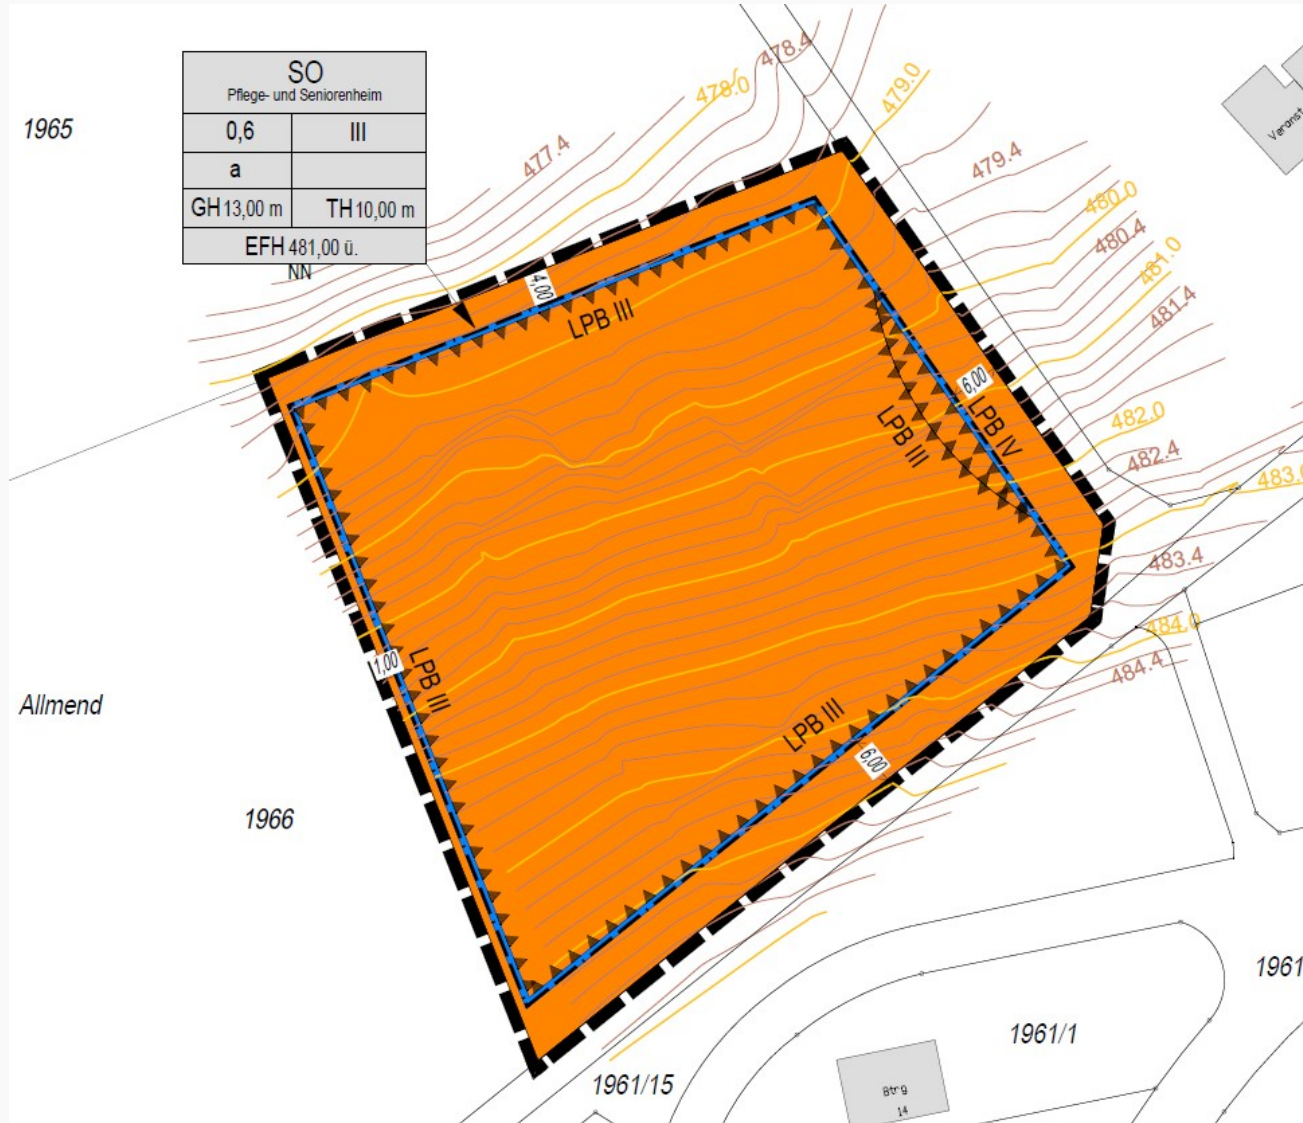 SO
Pflege- und Seniorenheim
0,6 III
a
GH 13,00 m TH 10,00 m
EFH 481,00 ü.
NN
1965
477.4
478.0
478.4
479.0
479.4
480.0
480.4
481.0
481.4
482.0
482.4
483.4
484.0
484.4
4,00
LPB III
6,00
LPB IV
LPB III
1,00
LPB III
LPB III
6,00
Allmend
1966
1961
1961/1
1961/15
Btrg
14